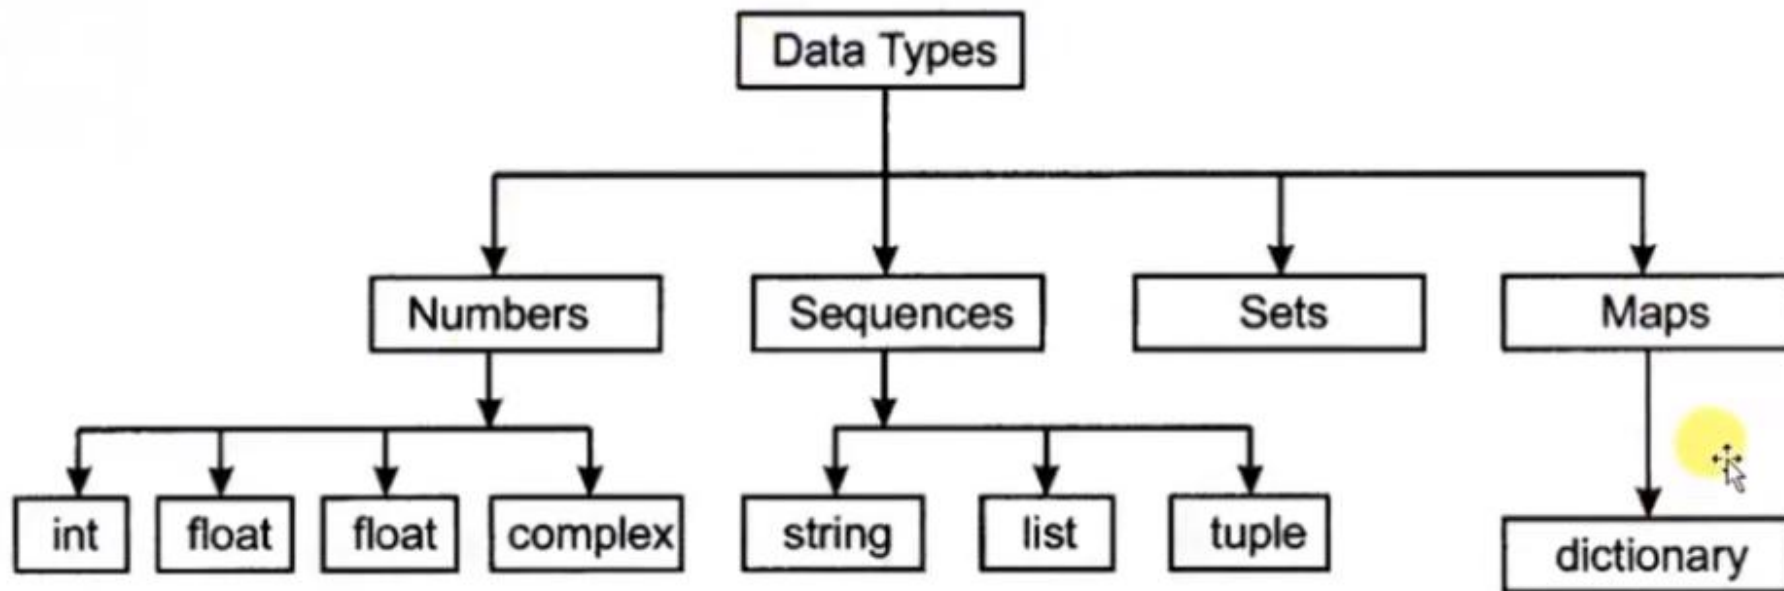 Data Types
Numbers
Sequences
Sets
Maps
int
float
float
complex
string
list
tuple
dictionary